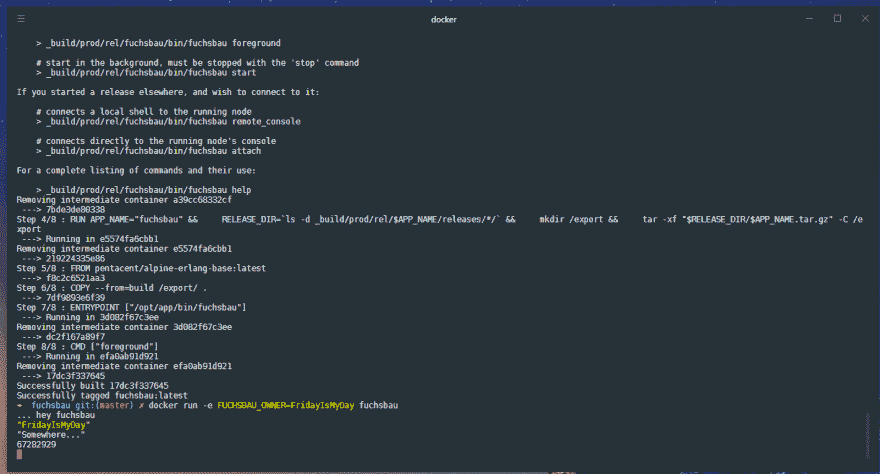 docker
> _build/prod/rel/fuchsbau/bin/fuchsbau foreground
# start in the background, must be stopped with the 'stop' command
> _build/prod/rel/fuchsbau/bin/fuchsbau start
If you started a release elsewhere, and wish to connect to it:
# connects a local shell to the running node
> _build/prod/rel/fuchsbau/bin/fuchsbau remote_console
# connects directly to the running node's console
> _build/prod/rel/fuchsbau/bin/fuchsbau attach
For a complete listing of commands and their use:
> _build/prod/rel/fuchsbau/bin/fuchsbau help
Removing intermediate container a39cc68332cf
---> 7bde3de80338
Step 4/8 : RUN APP_NAME="fuchsbau" &&     RELEASE_DIR=`ls -d _build/prod/rel/$APP_NAME/releases/*/` &&     mkdir /export &&     tar -xf "$RELEASE_DIR/$APP_NAME.tar.gz" -C /e
xport
---> Running in e5574fa6cbb1
Removing intermediate container e5574fa6cbb1
---> 219224335e86
Step 5/8 : FROM pentacent/alpine-erlang-base:latest
---> f8c2c6521aa3
Step 6/8 : COPY --from=build /export/ .
---> 7df9893e6f39
Step 7/8 : ENTRYPOINT ["/opt/app/bin/fuchsbau"]
---> Running in 3d082f67c3ee
Removing intermediate container 3d082f67c3ee
---> dc2f167a89f7
Step 8/8 : CMD ["foreground"]
---> Running in efa0ab91d921
Removing intermediate container efa0ab91d921
---> 17dc3f337645
Successfully built 17dc3f337645
Successfully tagged fuchsbau:latest
➜  fuchsbau git:(master) ✗ docker run -e FUCHSBAU_OWNER=FridayIsMyDay fuchsbau
... hey fuchsbau
"FridayIsMyDay"
"Somewhere..."
67282929